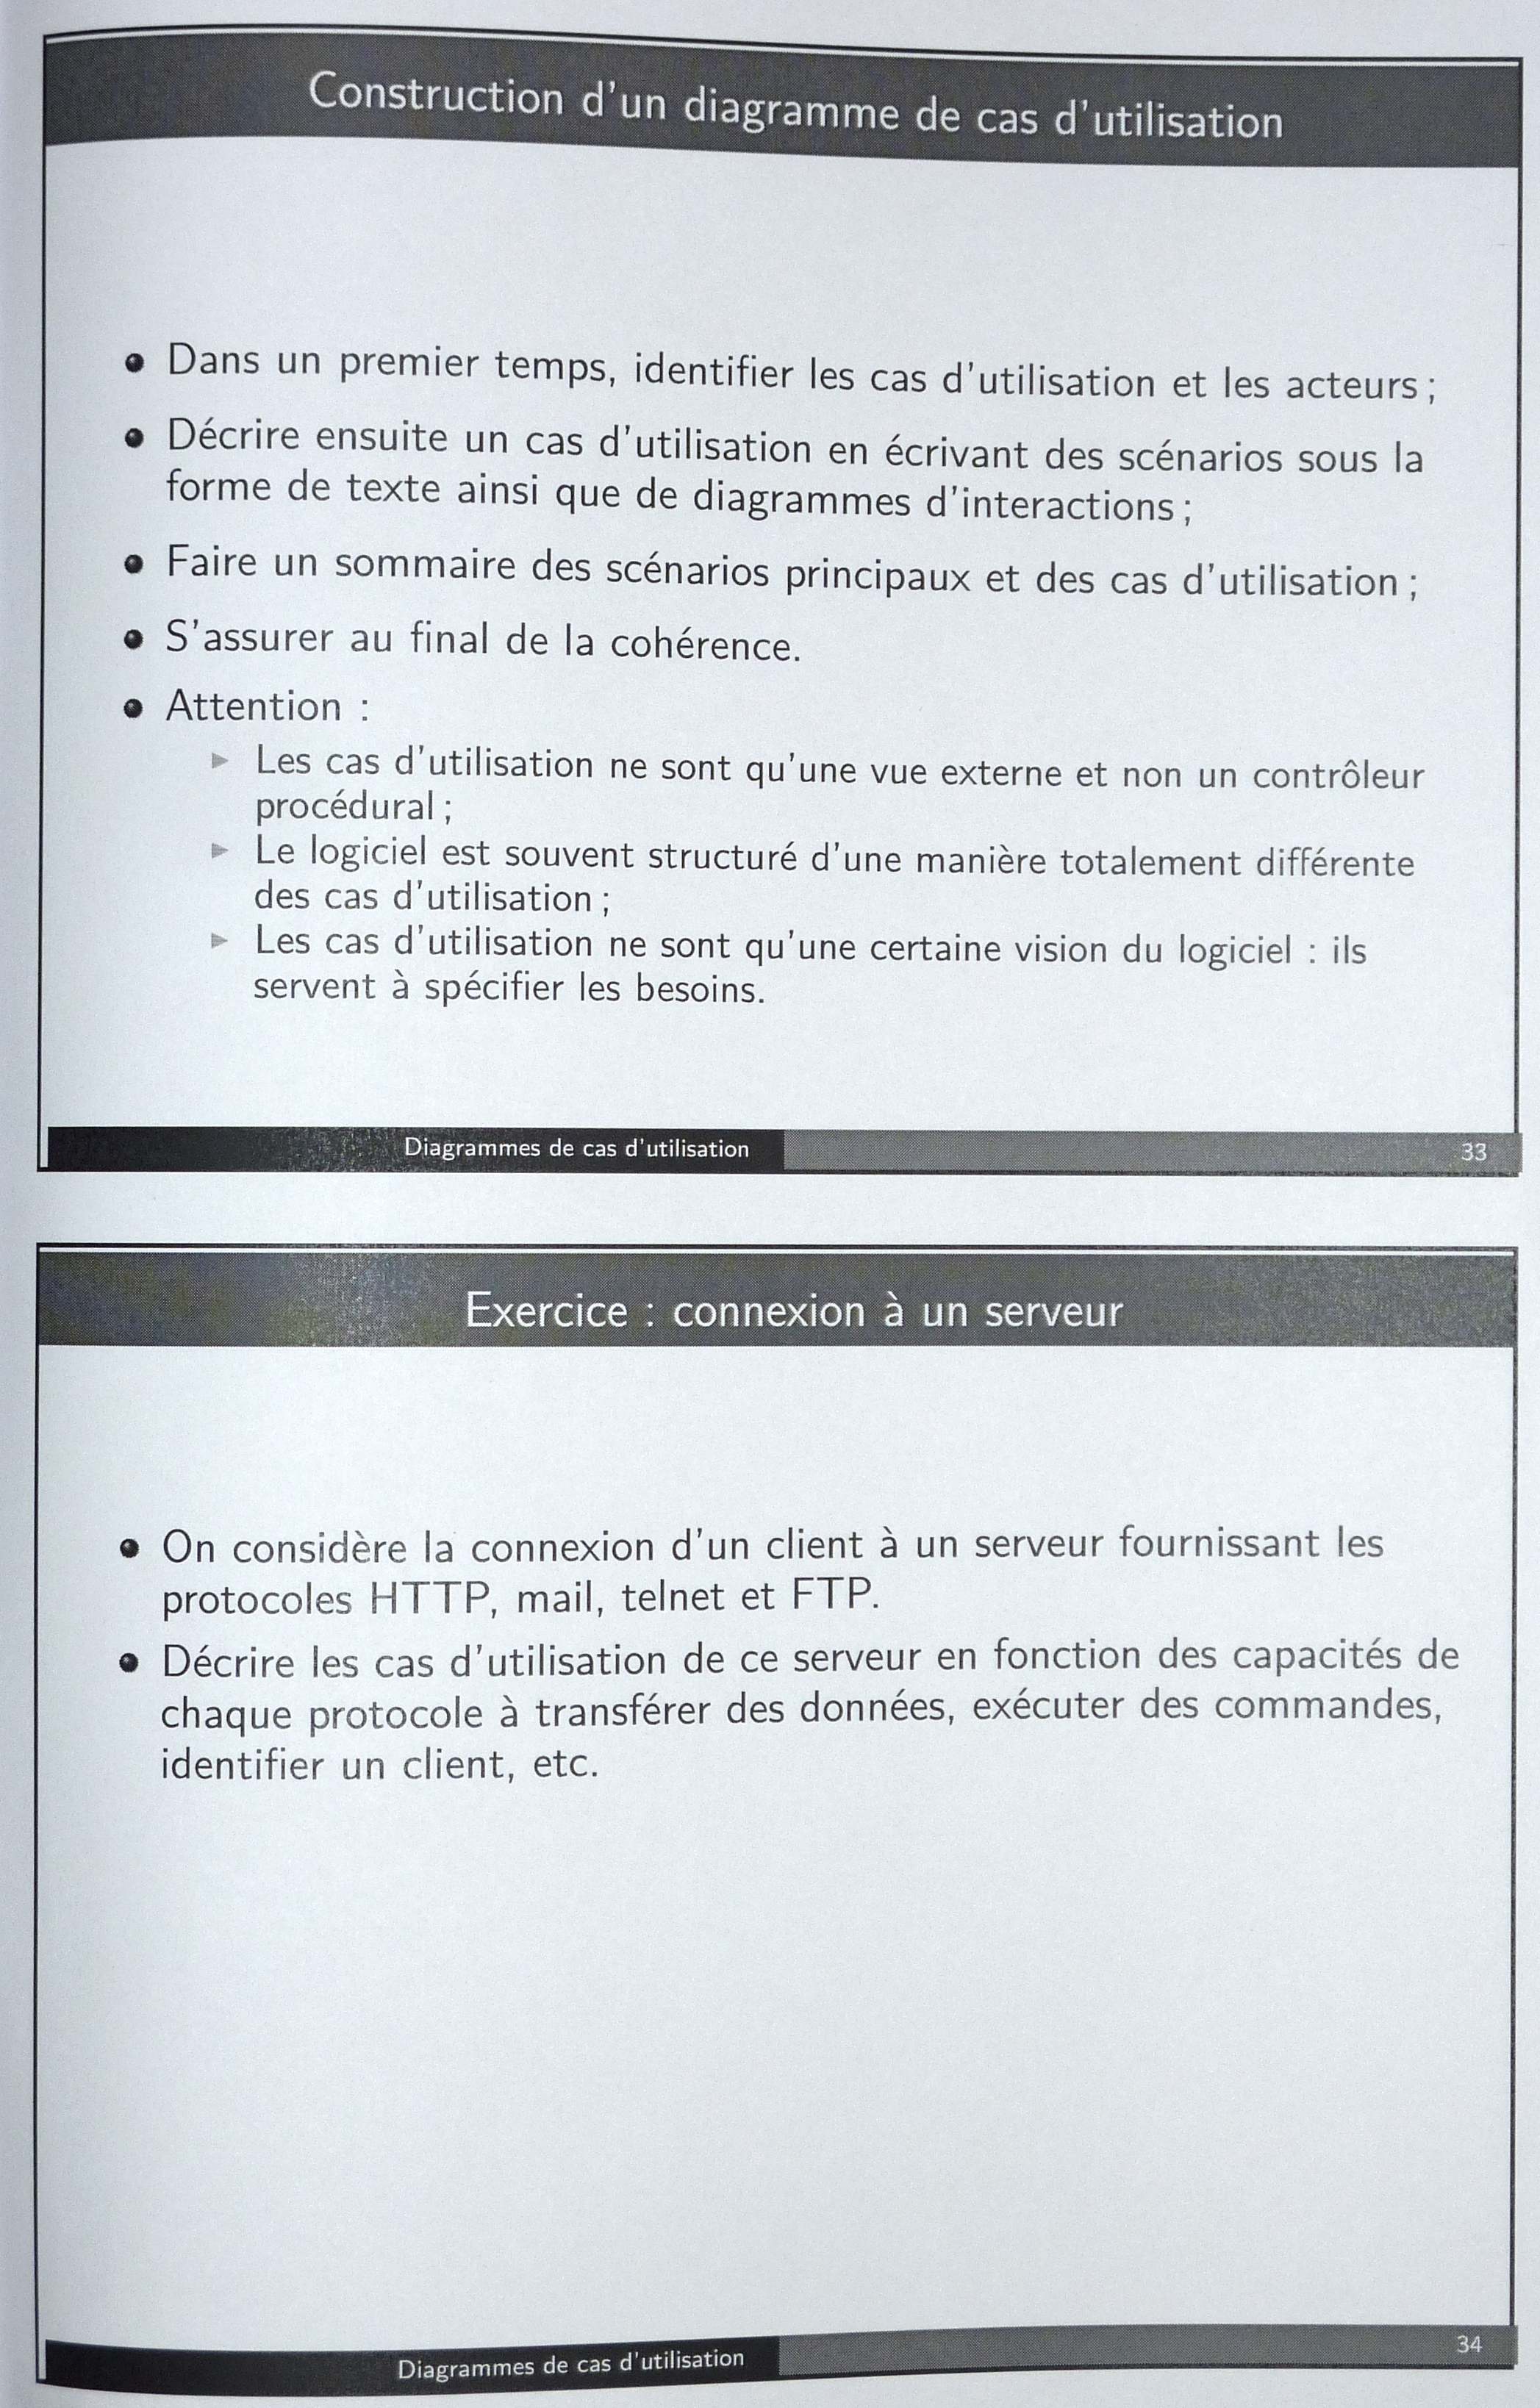 Construction d'un diagramme de cas d'utilisation
• Dans un premier temps, identifier les cas d'utilisation et les acteurs ;
• Décrire ensuite un cas d'utilisation en écrivant des scénarios sous la
forme de texte ainsi que de diagrammes d'interactions ;
• Faire un sommaire des scénarios principaux et des cas d'utilisation ;
• S'assurer au final de la cohérence.
• Attention :
► Les cas d'utilisation ne sont qu'une vue externe et non un contrôleur
procédural ;
► Le logiciel est souvent structuré d'une manière totalement différente
des cas d'utilisation ;
► Les cas d'utilisation ne sont qu'une certaine vision du logiciel : ils
servent à spécifier les besoins.
Diagrammes de cas d'utilisation 33
Exercice : connexion à un serveur
• On considère la connexion d'un client à un serveur fournissant les
protocoles HTTP, mail, telnet et FTP.
• Décrire les cas d'utilisation de ce serveur en fonction des capacités de
chaque protocole à transférer des données, exécuter des commandes,
identifier un client, etc.
Diagrammes de cas d'utilisation 34